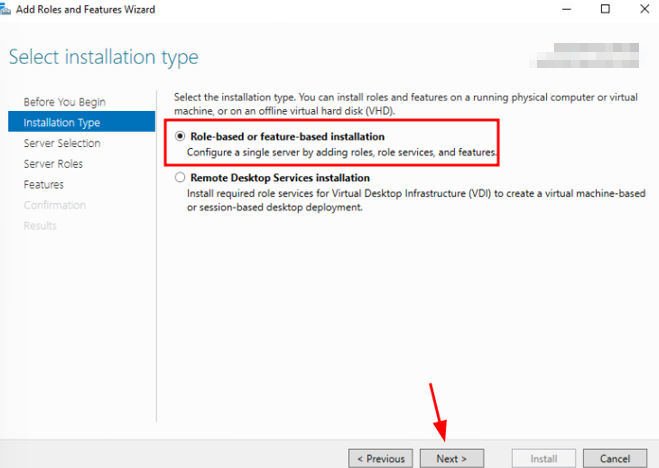 Add Roles and Features Wizard
Select installation type
Before You Begin
Installation Type
Server Selection
Server Roles
Features
Confirmation
Results
Select the installation type. You can install roles and features on a running physical computer or virtual
machine, or on an offline virtual hard disk (VHD).
Role-based or feature-based installation
Configure a single server by adding roles, role services, and features.
Remote Desktop Services installation
Install required role services for Virtual Desktop Infrastructure (VDI) to create a virtual machine-based
or session-based desktop deployment.
< Previous
Next >
Install
Cancel